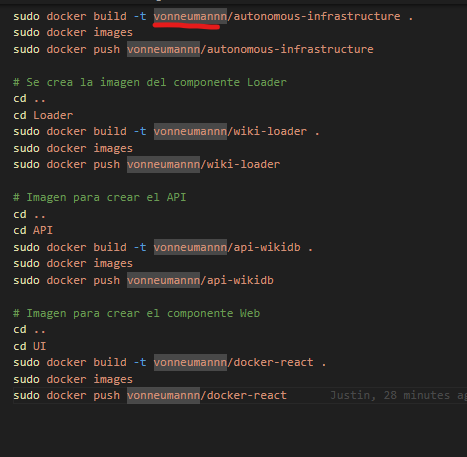 sudo docker build -t vonneumannn/autonomous-infrastructure .
sudo docker images
sudo docker push vonneumannn/autonomous-infrastructure
# Se crea la imagen del componente Loader
cd ..
cd Loader
sudo docker build -t vonneumannn/wiki-loader .
sudo docker images
sudo docker push vonneumannn/wiki-loader
# Imagen para crear el API
cd ..
cd API
sudo docker build -t vonneumannn/api-wikidb .
sudo docker images
sudo docker push vonneumannn/api-wikidb
# Imagen para crear el componente Web
cd ..
cd UI
sudo docker build -t vonneumannn/docker-react .
sudo docker images
sudo docker push vonneumannn/docker-react Justin, 28 minutes ag